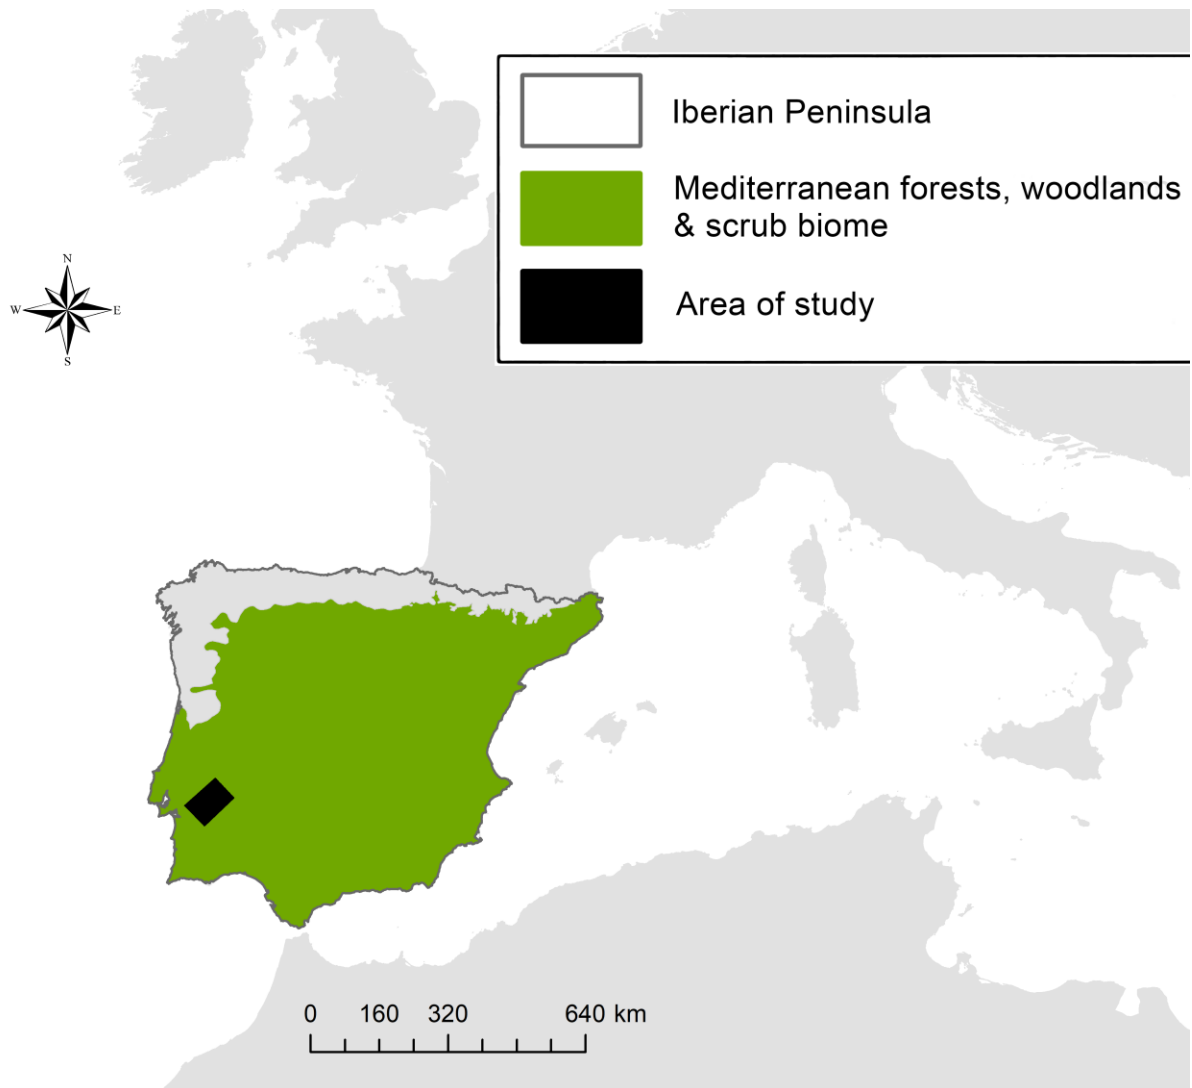 Iberian Peninsula
Mediterranean forests, woodlands
& scrub biome
Area of study
N
W E
S
0 160 320 640 km